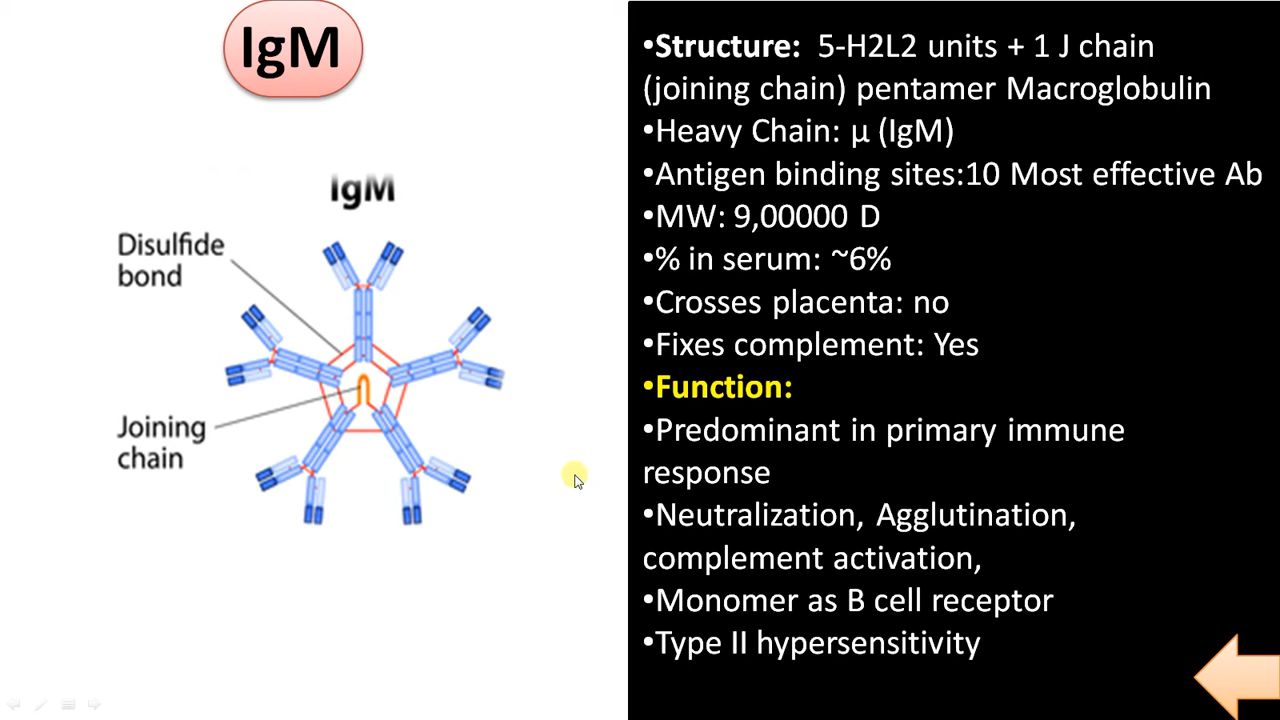 IgM
IgM
Disulfide
bond
Joining
chain
•Structure: 5-H2L2 units + 1 J chain
(joining chain) pentamer Macroglobulin
•Heavy Chain: µ (IgM)
•Antigen binding sites:10 Most effective Ab
•MW: 9,00000 D
•% in serum: ~6%
•Crosses placenta: no
•Fixes complement: Yes
•Function:
•Predominant in primary immune
response
•Neutralization, Agglutination,
complement activation,
•Monomer as B cell receptor
•Type II hypersensitivity